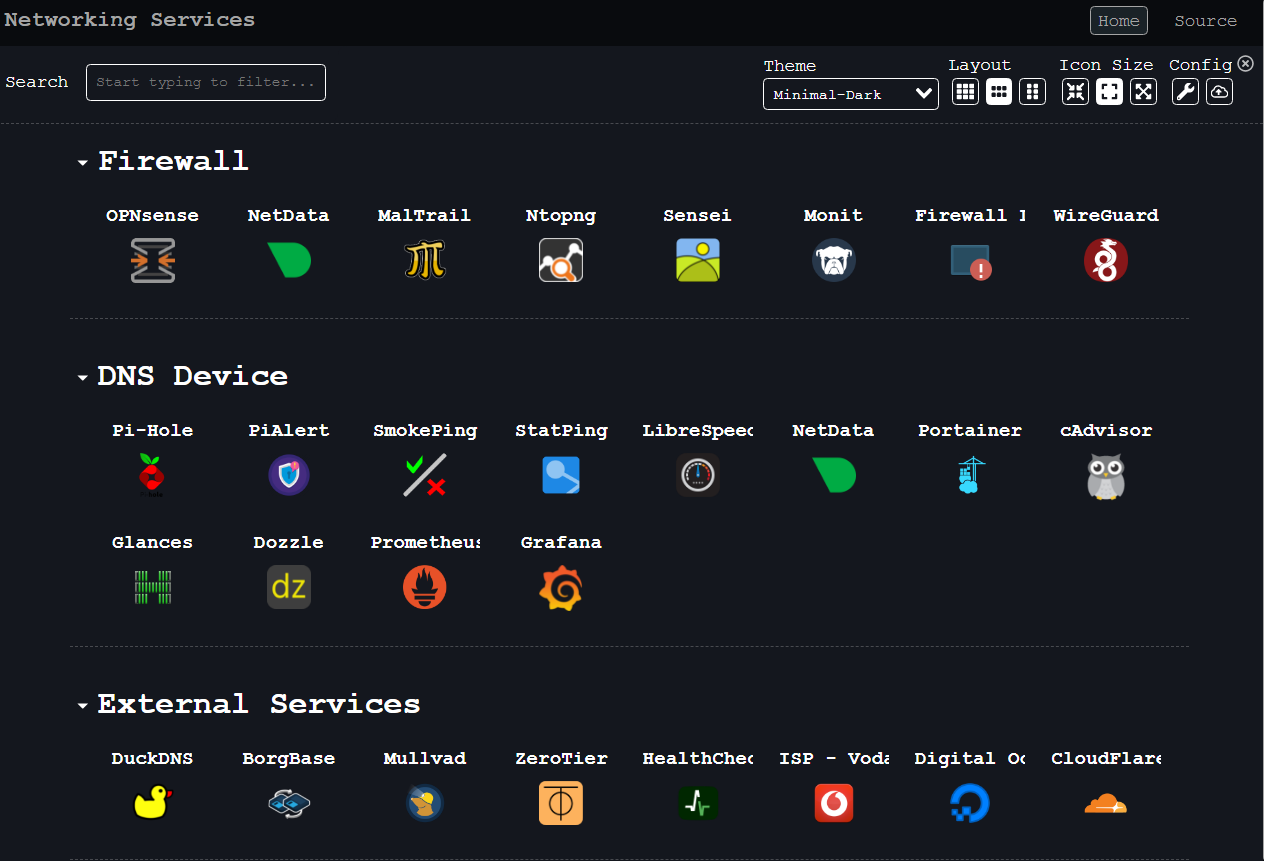 Networking Services
Home
Source
Search
Start typing to filter...
Theme
Minimal-Dark
Layout
Icon Size
Config
Firewall
OPNsense NetData MalTrail Ntopng Sensei Monit Firewall WireGuard
DNS Device
Pi-Hole PiAlert SmokePing StatPing LibreSpeec NetData Portainer cAdvisor
Glances Dozzle Prometheus Grafana
dz
External Services
DuckDNS BorgBase Mullvad ZeroTier HealthChec ISP - Voda Digital Oc CloudFlare